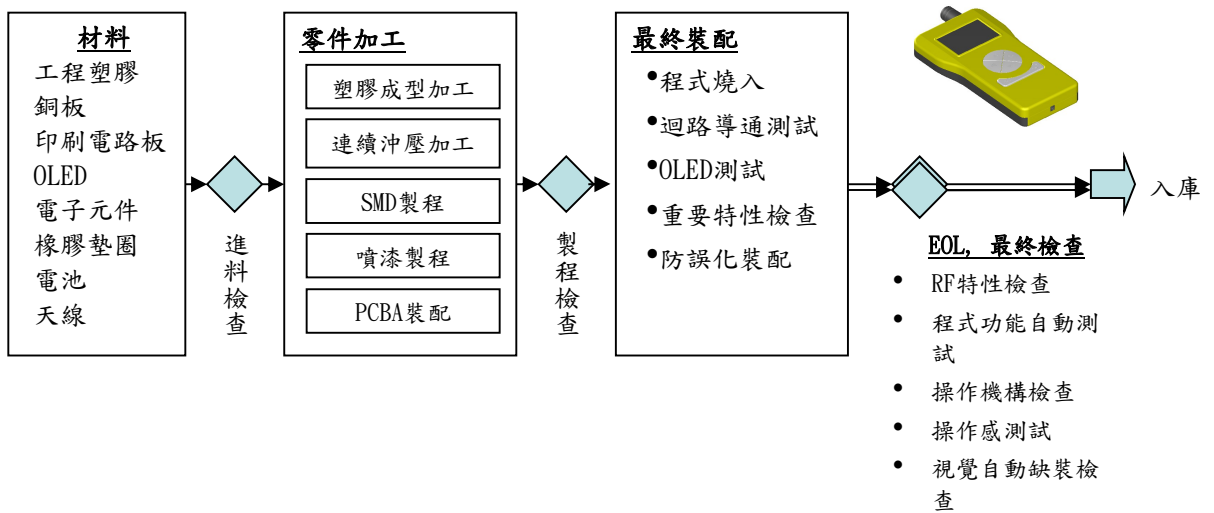 材料
工程塑膠
銅板
印刷電路板
OLED
電子元件
橡膠墊圈
電池
天線
進料檢查
零件加工
塑膠成型加工
連續沖壓加工
SMD製程
噴漆製程
PCBA裝配
製程檢查
最終裝配
•程式燒入
•迴路導通測試
•OLED測試
•重要特性檢查
•防誤化裝配
入庫
EOL, 最終檢查
• RF特性檢查
• 程式功能自動測
試
• 操作機構檢查
• 操作感測試
• 視覺自動缺裝檢
查